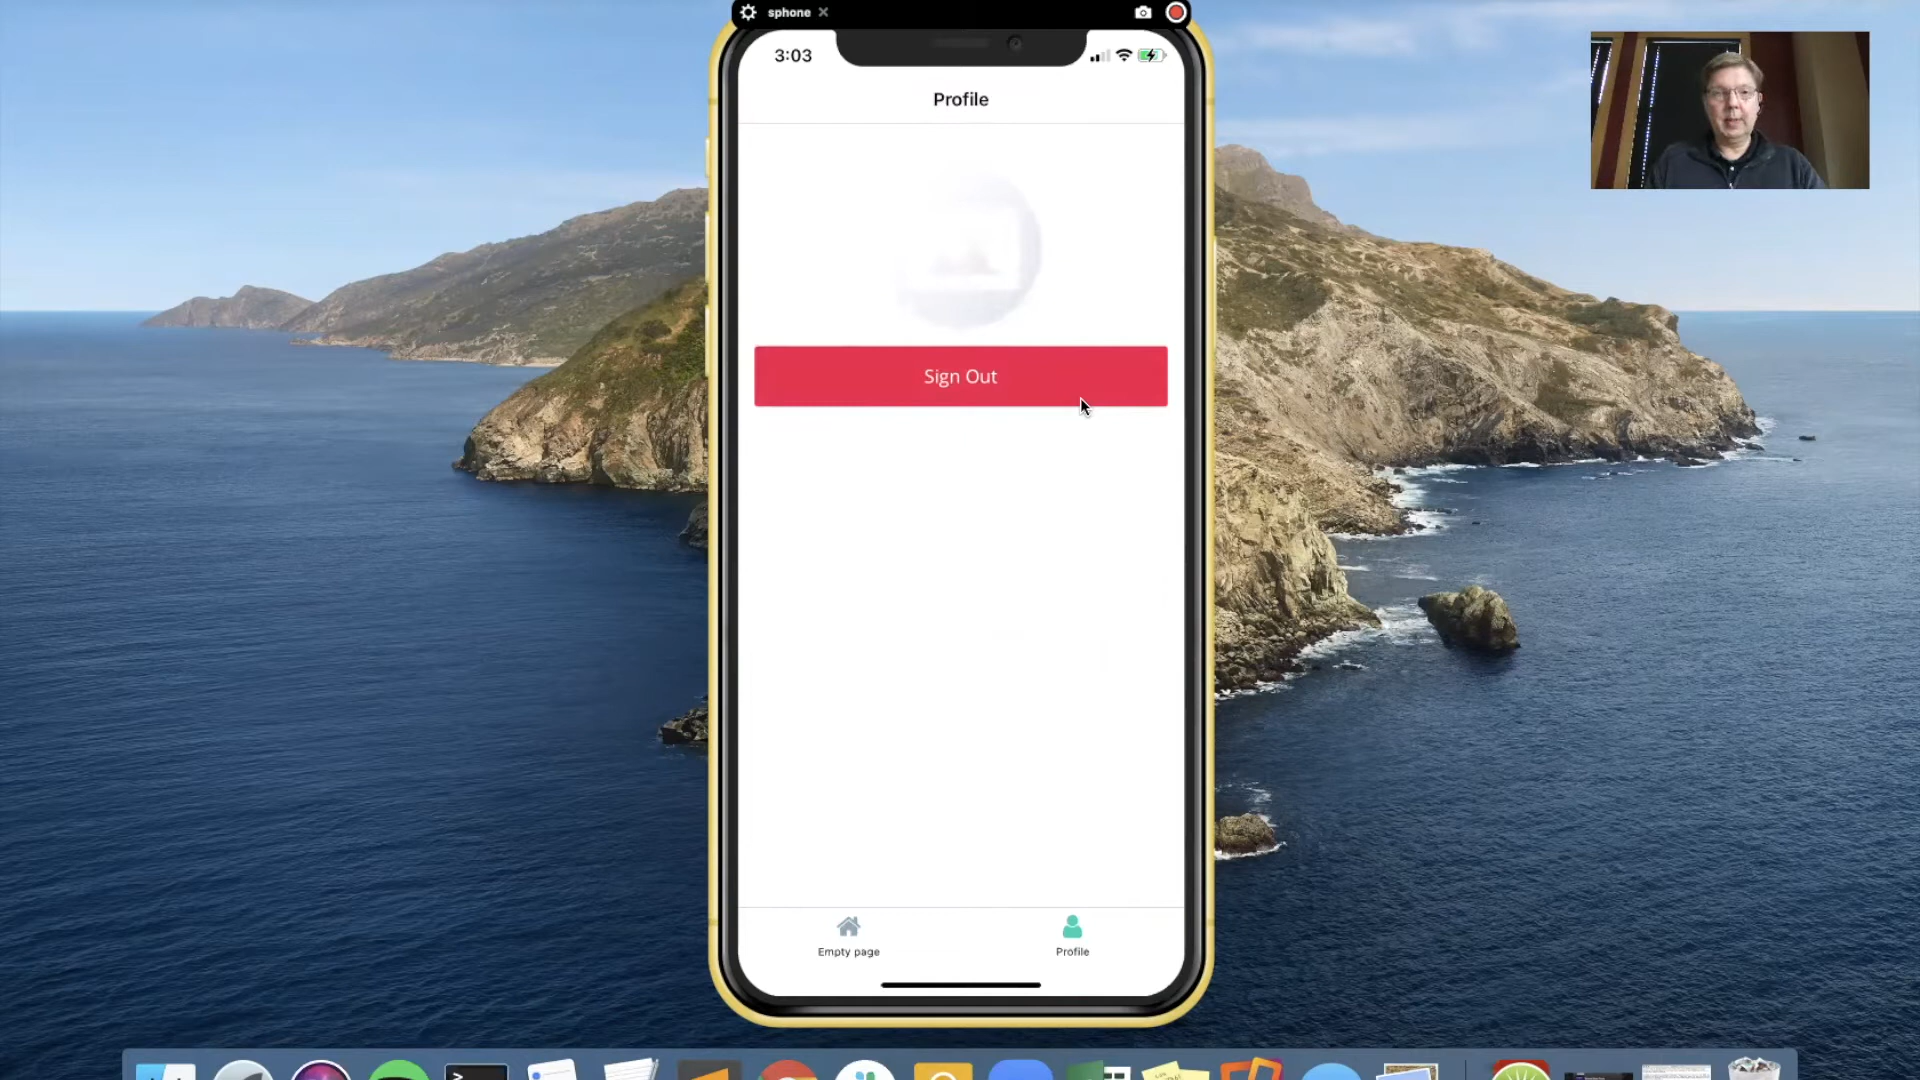 sphone
3:03
Profile
Sign Out
Empty page
Profile